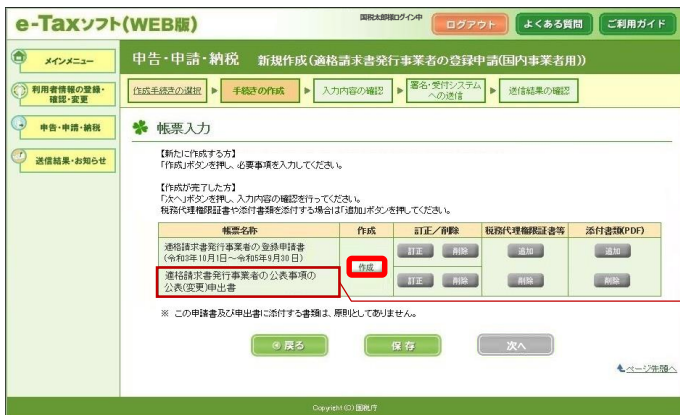 e-Taxソフト(WEB版)
国税太郎様ログイン中
ログアウト
よくある質問
ご利用ガイド
メインメニュー
利用者情報の登録・
確認・変更
申告・申請・納税
送信結果・お知らせ
申告・申請・納税 新規作成(適格請求書発行事業者の登録申請(国内事業者用))
作成手続きの選択
手続きの作成
入力内容の確認
署名・受付システム
への送信
送信結果の確認
帳票入力
【新たに作成する方】
「作成」ボタンを押し、必要事項を入力してください。
【作成が完了した方】
「次へ」ボタンを押し、入力内容の確認を行ってください。
税務代理権限証書や添付書類を添付する場合は「追加」ボタンを押してください。
帳票名称 作成 訂正/削除 税務代理権限証書等 添付書類(PDF)
適格請求書発行事業者の登録申請書
(令和3年10月1日～令和5年9月30日)
作成
訂正 削除 追加 追加
適格請求書発行事業者の公表事項の
公表(変更)申出書
訂正 削除 削除 削除
※ この申請書及び申出書に添付する書類は、原則としてありません。
戻る
保存
次へ
ページ先頭へ
Copyright (C) 国税庁